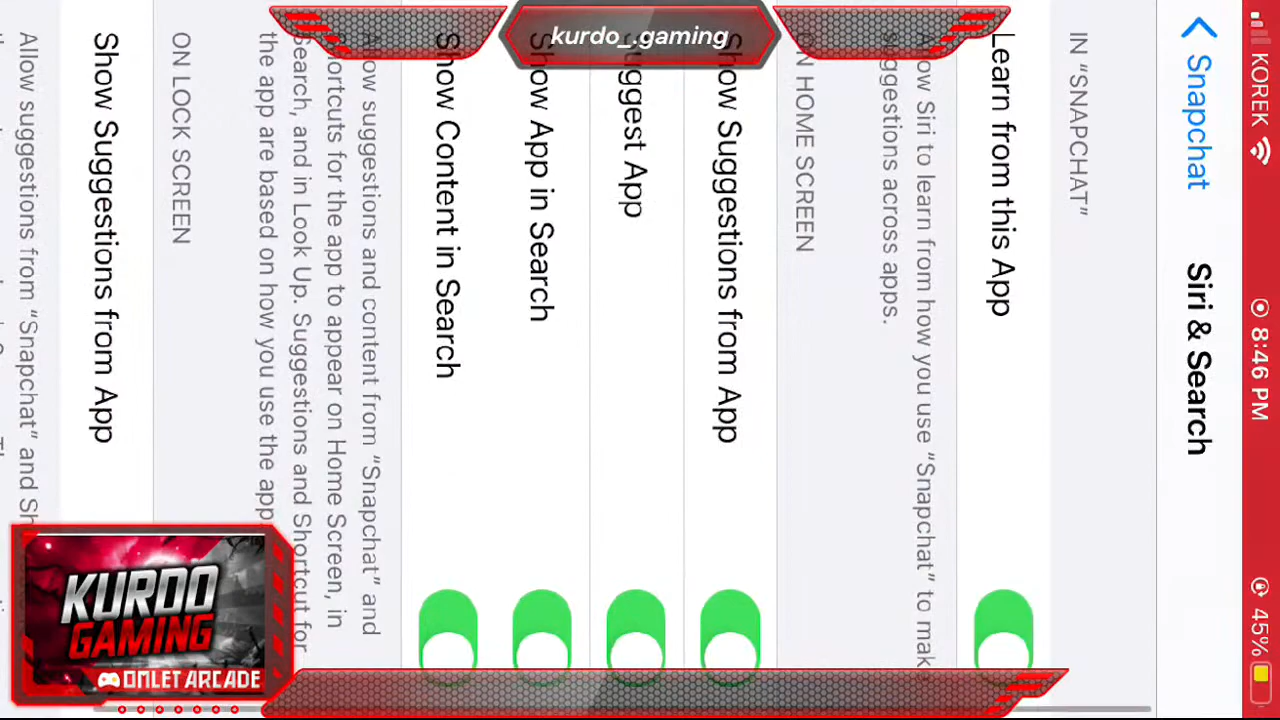 kurdo_.gaming
KOREK
8:46 PM
45%
Snapchat
Siri & Search
IN “SNAPCHAT”
Learn from this App
Allow Siri to learn from how you use “Snapchat” to make
suggestions across apps.
ON HOME SCREEN
Show Suggestions from App
Suggest App
Show App in Search
Show Content in Search
Allow suggestions and content from “Snapchat” and
Shortcuts for the app to appear on Home Screen, in
Search, and in Look Up. Suggestions and Shortcut for
the app are based on how you use the app
ON LOCK SCREEN
Show Suggestions from App
Allow suggestions from “Snapchat” and Sh
KURDO
GAMING
OMLET ARCADE